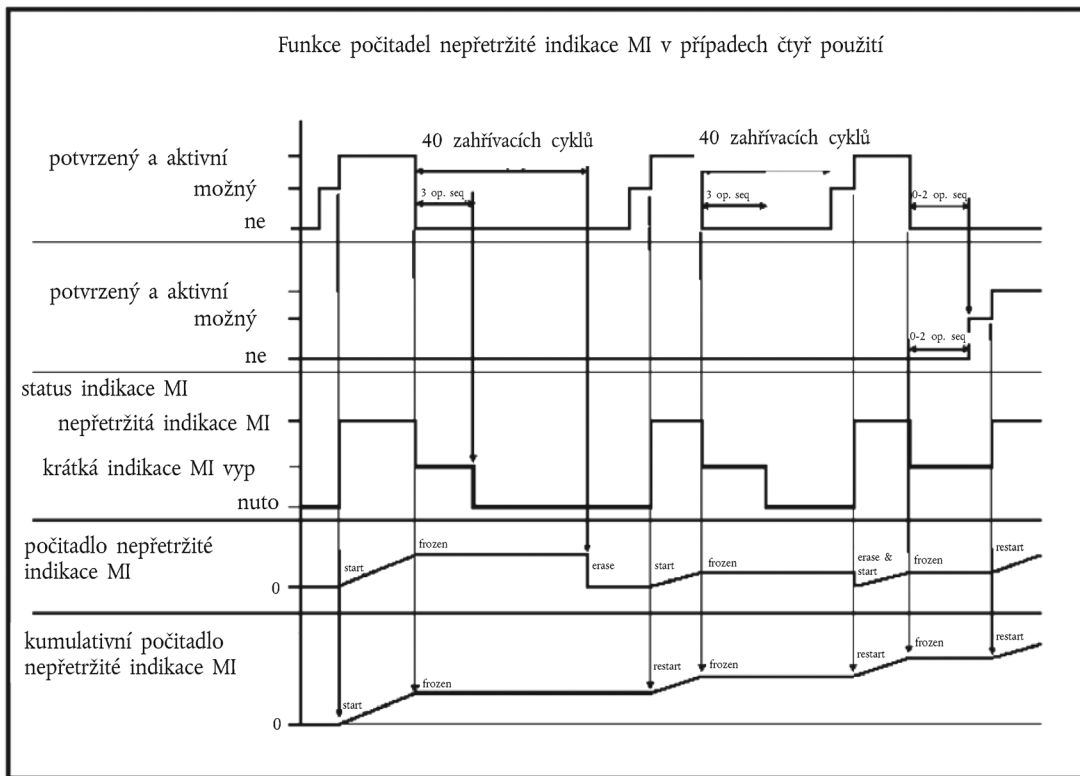 Funkce počitadel nepřetržité indikace MI v případech čtyř použití
40 zahřívacích cyklů
40 zahřívacích cyklů
potvrzený a aktivní
možný
3 op. seq
3 op. seq
0-2 op. seq
ne
potvrzený a aktivní
možný
0-2 op. seq
ne
status indikace MI
nepřetržitá indikace MI
krátká indikace MI vyp
nuto
počitadlo nepřetržité
indikace MI
start
frozen
erase
start
frozen
erase &
start
frozen
restart
0
kumulativní počitadlo
nepřetržité indikace MI
start
frozen
restart
frozen
restart
frozen
restart
0